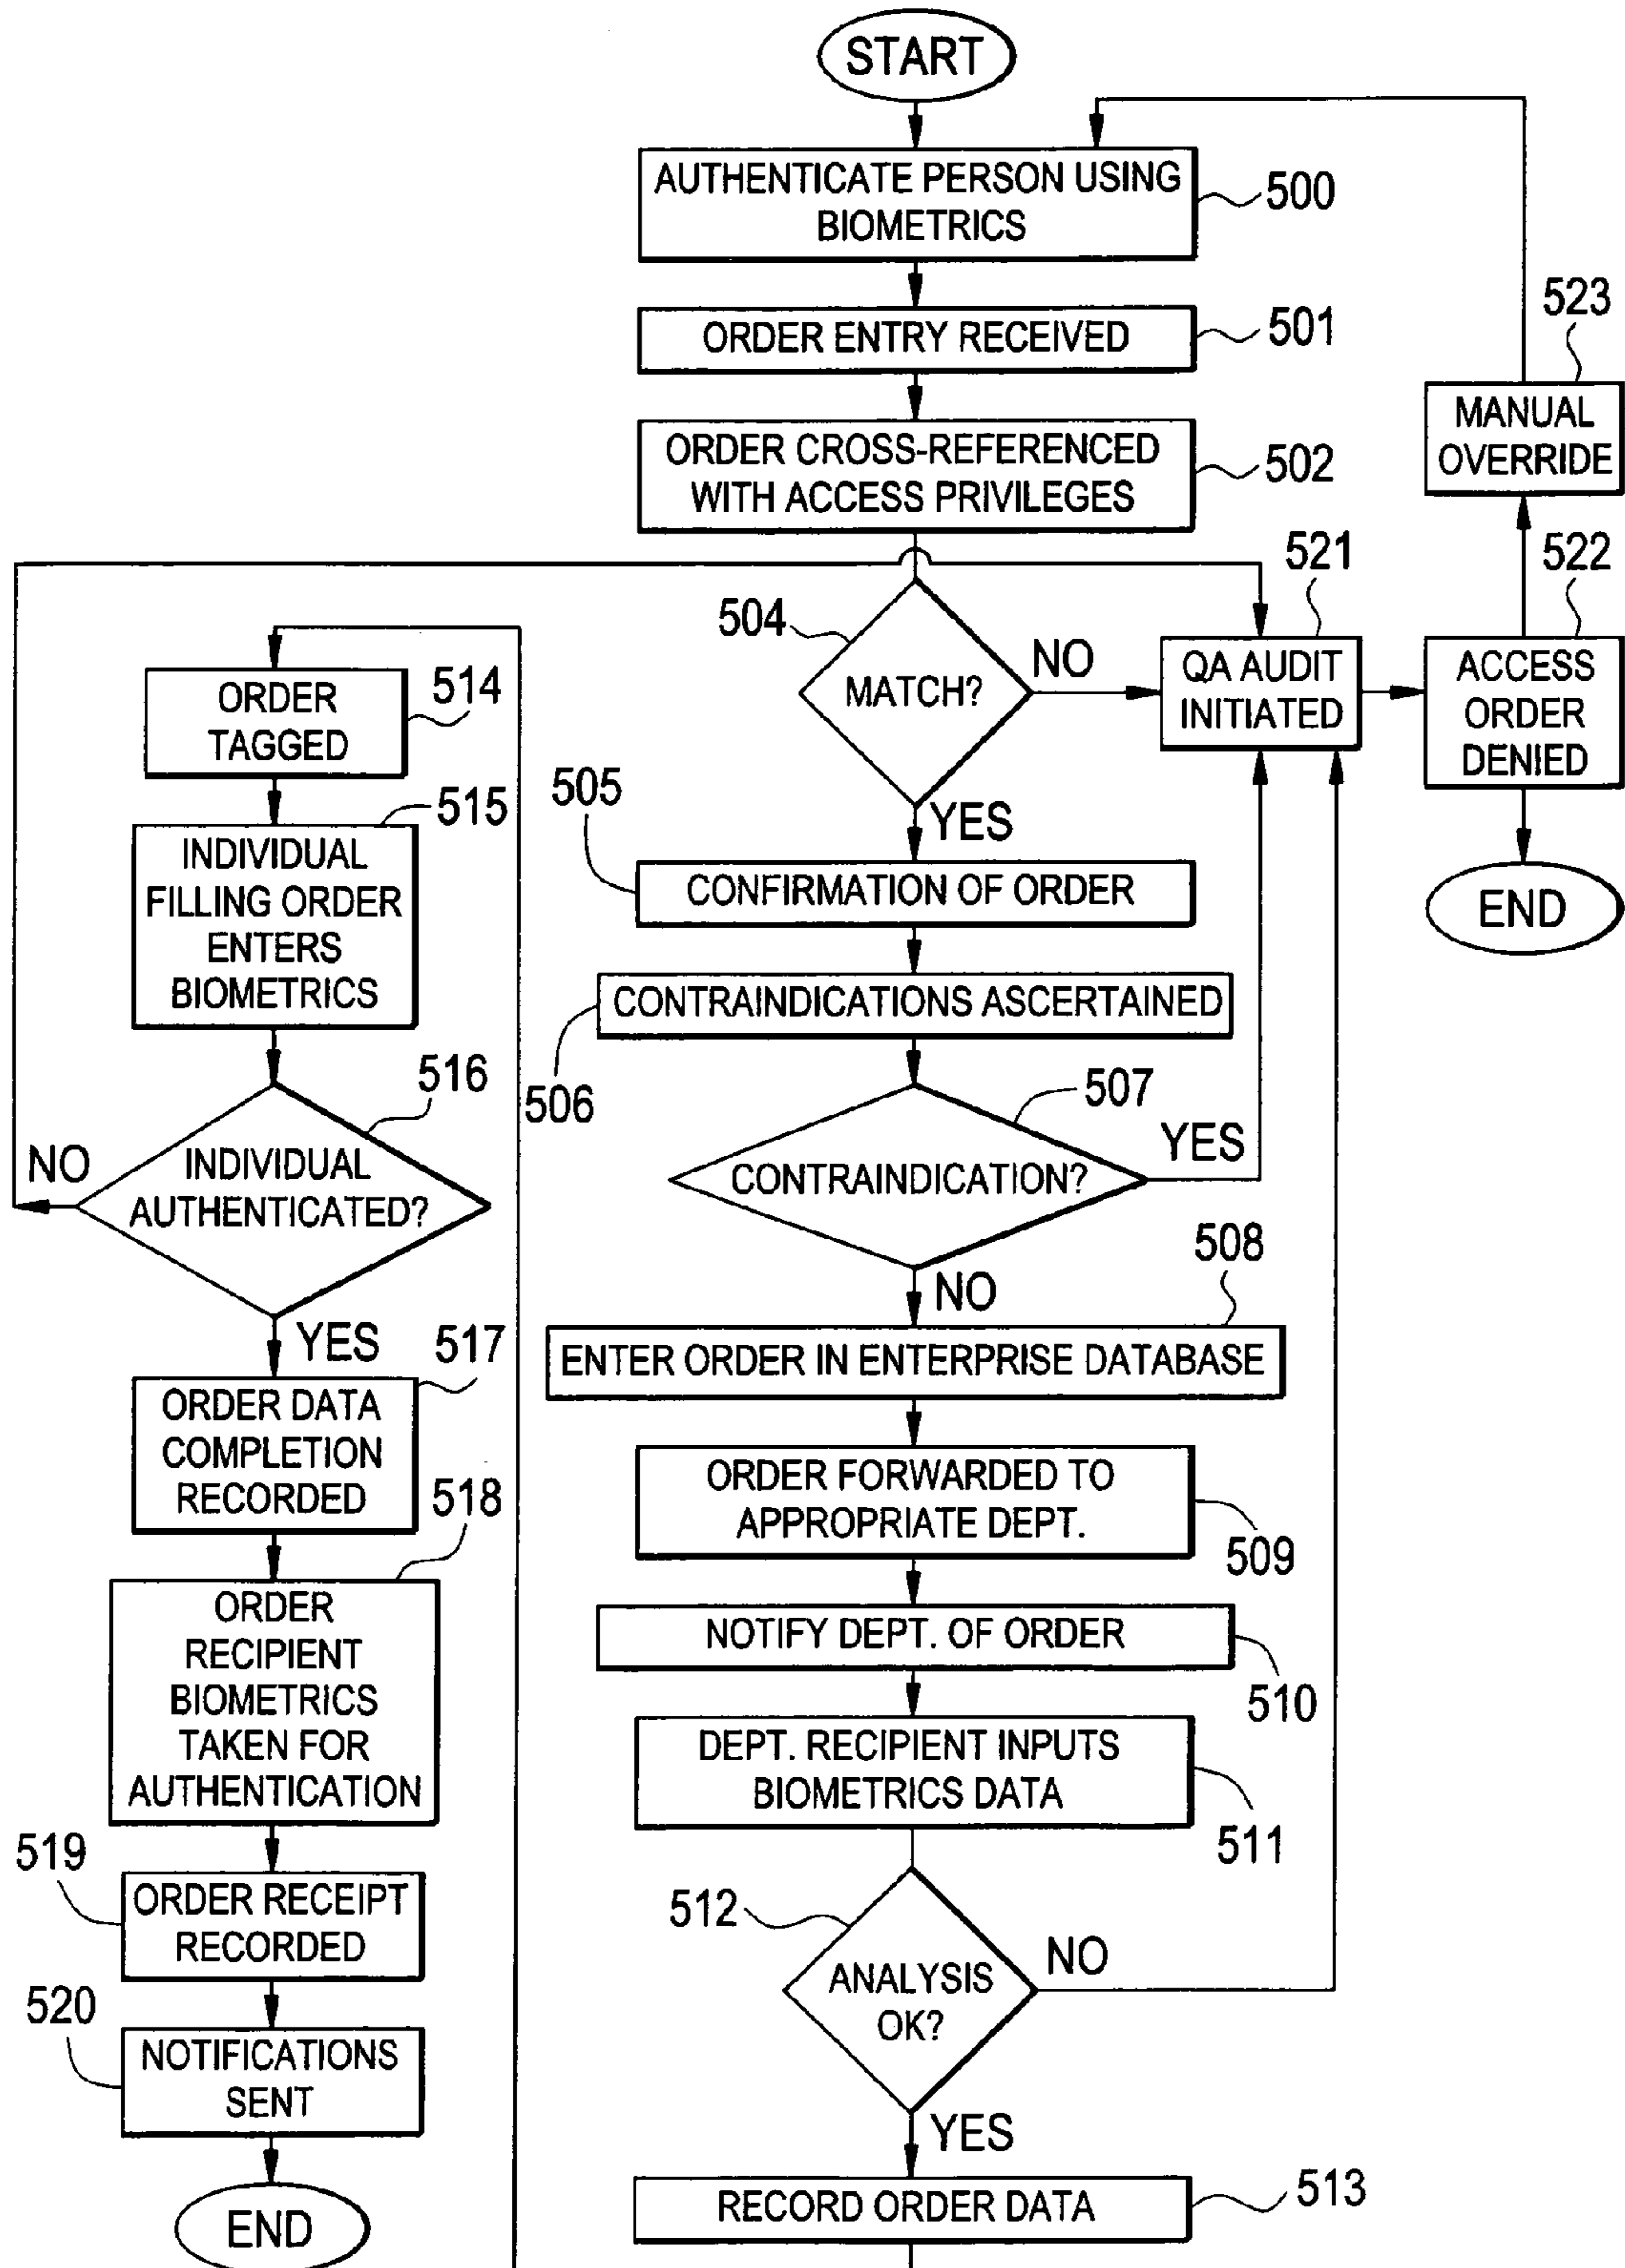 START
AUTHENTICATE PERSON USING
BIOMETRICS
500
ORDER ENTRY RECEIVED
501
ORDER CROSS-REFERENCED
WITH ACCESS PRIVILEGES
502
504
MATCH?
NO
YES
521
QA AUDIT
INITIATED
522
ACCESS
ORDER
DENIED
523
MANUAL
OVERRIDE
END
505
CONFIRMATION OF ORDER
CONTRAINDICATIONS ASCERTAINED
506
507
CONTRAINDICATION?
YES
NO
508
ENTER ORDER IN ENTERPRISE DATABASE
ORDER FORWARDED TO
APPROPRIATE DEPT.
509
NOTIFY DEPT. OF ORDER
510
DEPT. RECIPIENT INPUTS
BIOMETRICS DATA
511
512
ANALYSIS
OK?
NO
YES
RECORD ORDER DATA
513
ORDER
TAGGED
514
515
INDIVIDUAL
FILLING ORDER
ENTERS
BIOMETRICS
516
INDIVIDUAL
AUTHENTICATED?
NO
YES
517
ORDER DATA
COMPLETION
RECORDED
518
ORDER
RECIPIENT
BIOMETRICS
TAKEN FOR
AUTHENTICATION
519
ORDER RECEIPT
RECORDED
520
NOTIFICATIONS
SENT
END